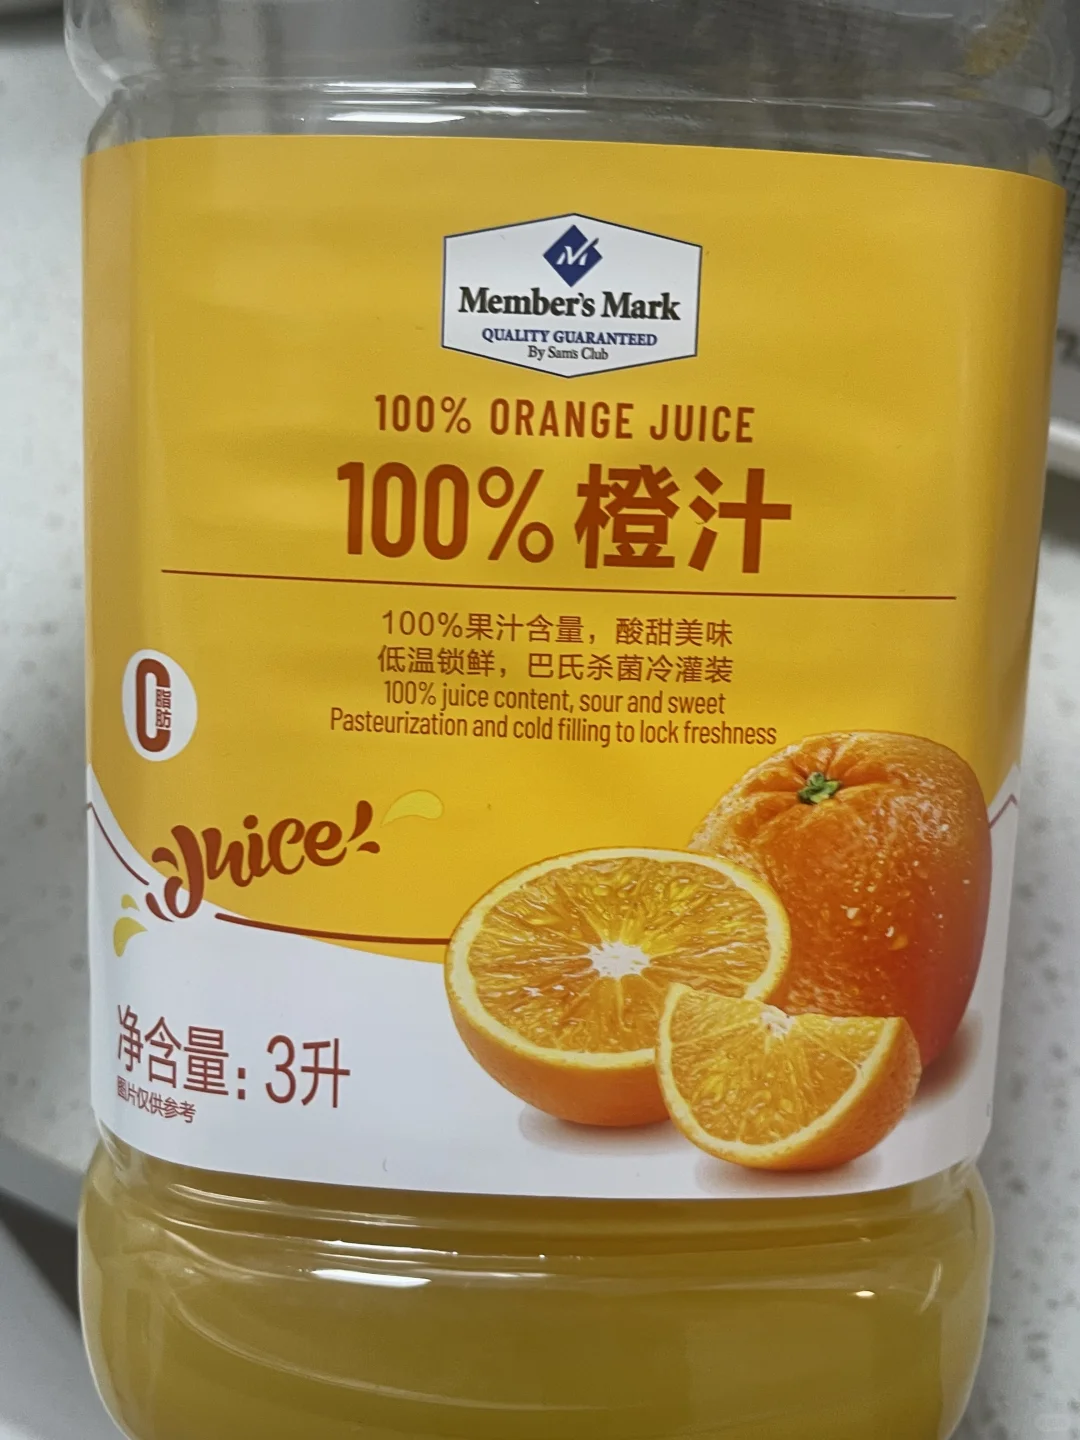 Member's Mark
QUALITY GUARANTEED
By Sam's Club
100% ORANGE JUICE
100%橙汁
100%果汁含量，酸甜美味
低温锁鲜，巴氏杀菌冷灌装
100% juice content, sour and sweet
Pasteurization and cold filling to lock freshness
0脂肪
Juice!
净含量：3升
图片仅供参考